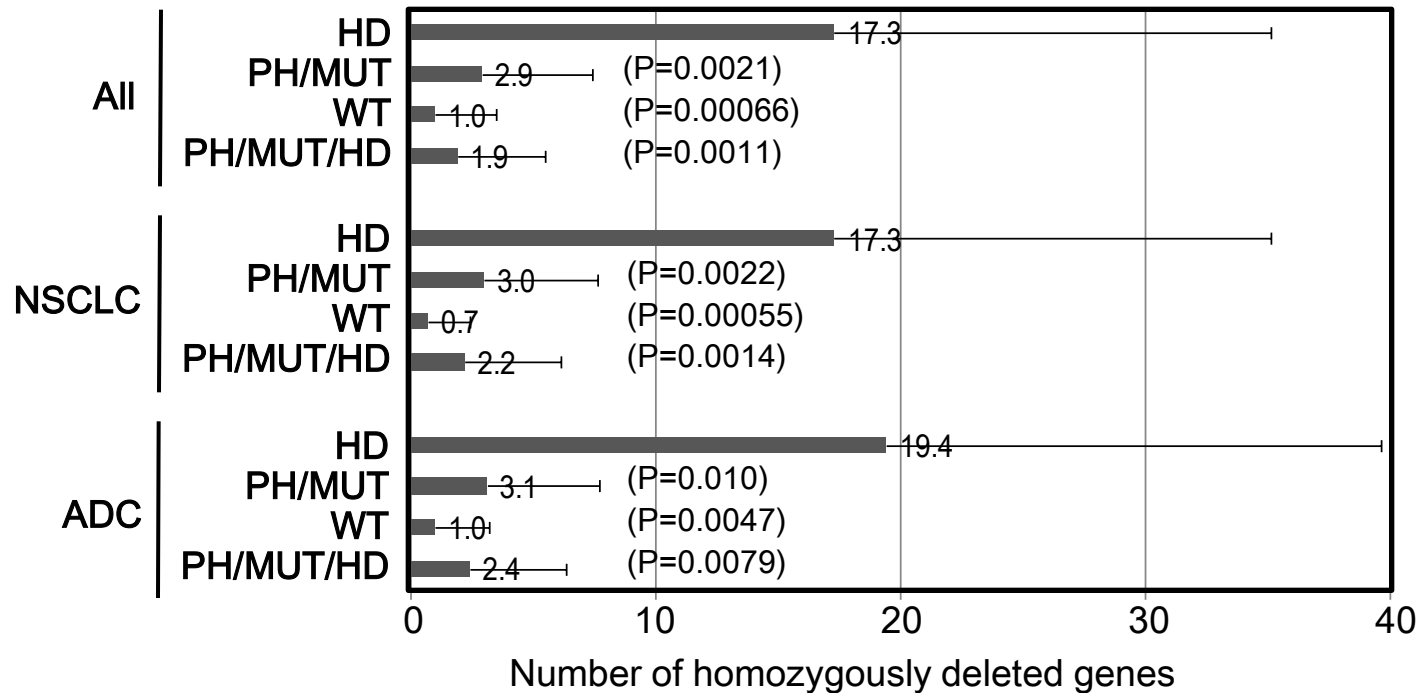 All
HD 17.3
PH/MUT 2.9 (P=0.0021)
WT 1.0 (P=0.00066)
PH/MUT/HD 1.9 (P=0.0011)
NSCLC
HD 17.3
PH/MUT 3.0 (P=0.0022)
WT 0.7 (P=0.00055)
PH/MUT/HD 2.2 (P=0.0014)
ADC
HD 19.4
PH/MUT 3.1 (P=0.010)
WT 1.0 (P=0.0047)
PH/MUT/HD 2.4 (P=0.0079)
0 10 20 30 40
Number of homozygously deleted genes